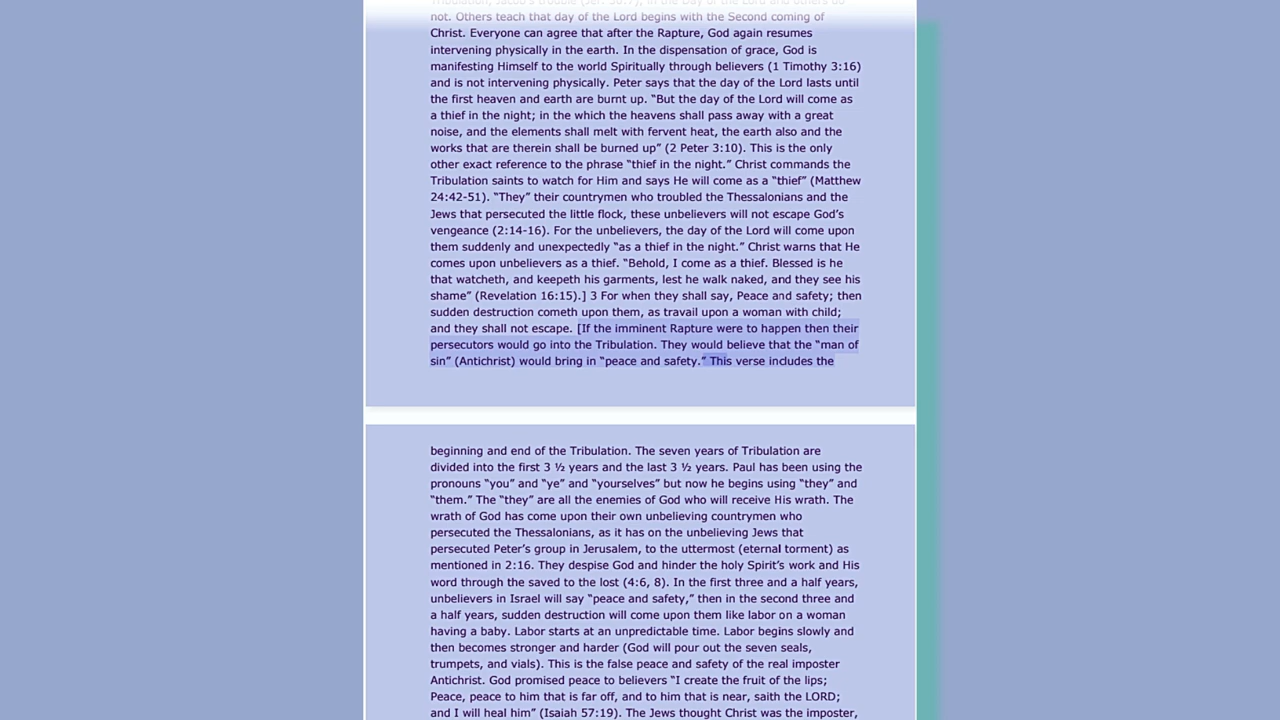 Tribulation, Jacob's trouble (Jer. 30:7), in the Day of the Lord and others do
not. Others teach that day of the Lord begins with the Second coming of
Christ. Everyone can agree that after the Rapture, God again resumes
intervening physically in the earth. In the dispensation of grace, God is
manifesting Himself to the world Spiritually through believers (1 Timothy 3:16)
and is not intervening physically. Peter says that the day of the Lord lasts until
the first heaven and earth are burnt up. “But the day of the Lord will come as
a thief in the night; in the which the heavens shall pass away with a great
noise, and the elements shall melt with fervent heat, the earth also and the
works that are therein shall be burned up” (2 Peter 3:10). This is the only
other exact reference to the phrase “thief in the night.” Christ commands the
Tribulation saints to watch for Him and says He will come as a “thief” (Matthew
24:42-51). “They” their countrymen who troubled the Thessalonians and the
Jews that persecuted the little flock, these unbelievers will not escape God’s
vengeance (2:14-16). For the unbelievers, the day of the Lord will come upon
them suddenly and unexpectedly “as a thief in the night.” Christ warns that He
comes upon unbelievers as a thief. “Behold, I come as a thief. Blessed is he
that watcheth, and keepeth his garments, lest he walk naked, and they see his
shame” (Revelation 16:15).] 3 For when they shall say, Peace and safety; then
sudden destruction cometh upon them, as travail upon a woman with child;
and they shall not escape. [If the imminent Rapture were to happen then their
persecutors would go into the Tribulation. They would believe that the “man of
sin” (Antichrist) would bring in “peace and safety.” This verse includes the
beginning and end of the Tribulation. The seven years of Tribulation are
divided into the first 3 ½ years and the last 3 ½ years. Paul has been using the
pronouns “you” and “ye” and “yourselves” but now he begins using “they” and
“them.” The “they” are all the enemies of God who will receive His wrath. The
wrath of God has come upon their own unbelieving countrymen who
persecuted the Thessalonians, as it has on the unbelieving Jews that
persecuted Peter’s group in Jerusalem, to the uttermost (eternal torment) as
mentioned in 2:16. They despise God and hinder the holy Spirit’s work and His
word through the saved to the lost (4:6, 8). In the first three and a half years,
unbelievers in Israel will say “peace and safety,” then in the second three and
a half years, sudden destruction will come upon them like labor on a woman
having a baby. Labor starts at an unpredictable time. Labor begins slowly and
then becomes stronger and harder (God will pour out the seven seals,
trumpets, and vials). This is the false peace and safety of the real imposter
Antichrist. God promised peace to believers “I create the fruit of the lips;
Peace, peace to him that is far off, and to him that is near, saith the LORD;
and I will heal him” (Isaiah 57:19). The Jews thought Christ was the imposter,